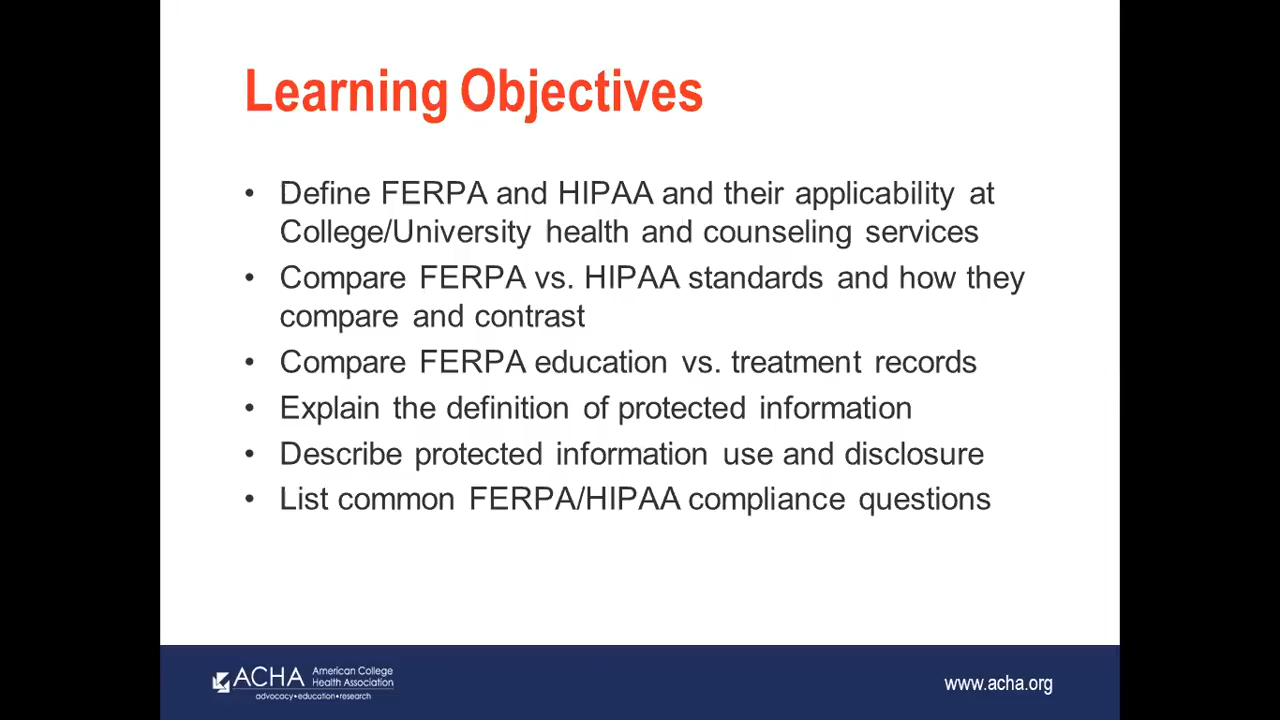 Learning Objectives
• Define FERPA and HIPAA and their applicability at
College/University health and counseling services
• Compare FERPA vs. HIPAA standards and how they
compare and contrast
• Compare FERPA education vs. treatment records
• Explain the definition of protected information
• Describe protected information use and disclosure
• List common FERPA/HIPAA compliance questions
ACHA
American College
Health Association
advocacy•education•research
www.acha.org